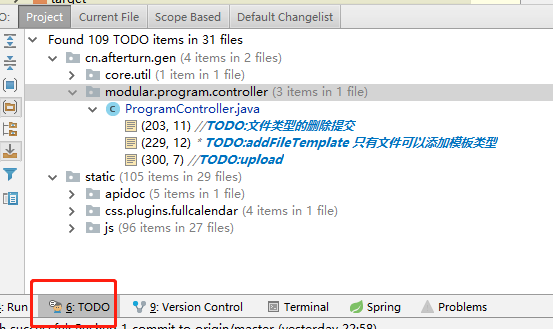 target
O: Project Current File Scope Based Default Changelist
Found 109 TODO items in 31 files
cn.afterturn.gen (4 items in 2 files)
core.util (1 item in 1 file)
modular.program.controller (3 items in 1 file)
ProgramController.java
(203, 11) //TODO:文件类型的删除提交
(229, 12) * TODO:addFileTemplate 只有文件可以添加模板类型
(300, 7) //TODO:upload
static (105 items in 29 files)
apidoc (5 items in 1 file)
css.plugins.fullcalendar (4 items in 1 file)
js (96 items in 27 files)
4: Run 6: TODO 9: Version Control Terminal Spring Problems
h successful: Pushed 1 commit to origin/master (yesterday 22:58)